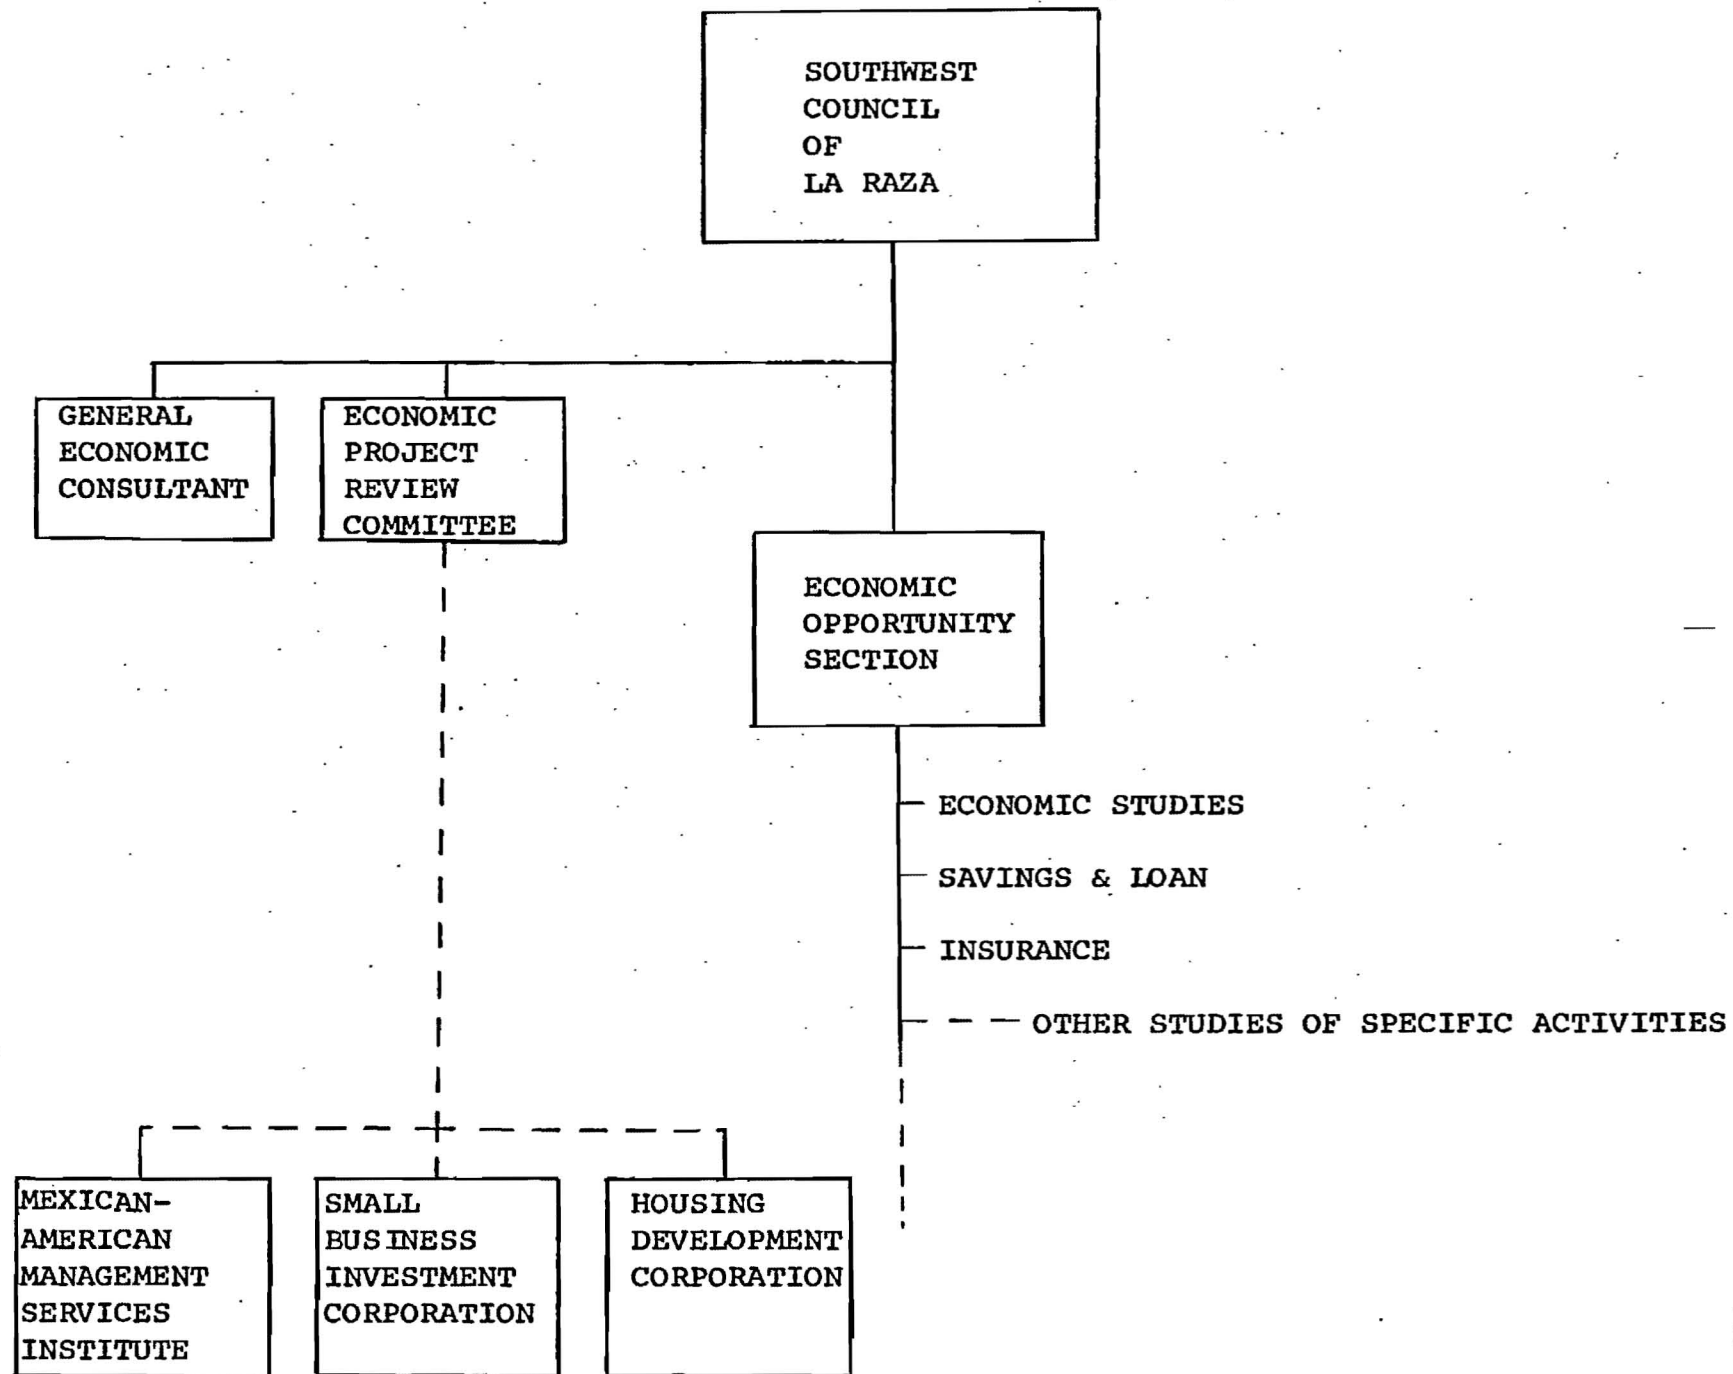 SOUTHWEST
COUNCIL
OF
LA RAZA
GENERAL
ECONOMIC
CONSULTANT
ECONOMIC
PROJECT
REVIEW
COMMITTEE
ECONOMIC
OPPORTUNITY
SECTION
ECONOMIC STUDIES
SAVINGS & LOAN
INSURANCE
OTHER STUDIES OF SPECIFIC ACTIVITIES
MEXICAN-
AMERICAN
MANAGEMENT
SERVICES
INSTITUTE
SMALL
BUSINESS
INVESTMENT
CORPORATION
HOUSING
DEVELOPMENT
CORPORATION